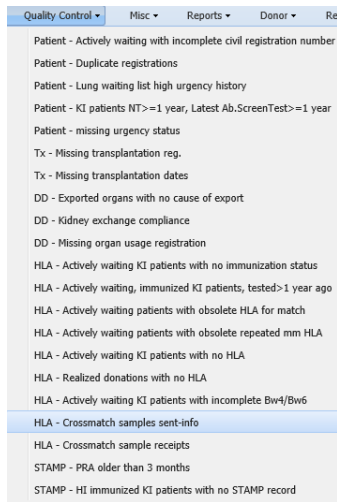 Quality Control ▾ Misc ▾ Reports ▾ Donor ▾ Re
Patient - Actively waiting with incomplete civil registration number
Patient - Duplicate registrations
Patient - Lung waiting list high urgency history
Patient - KI patients NT>=1 year, Latest Ab.ScreenTest>=1 year
Patient - missing urgency status
Tx - Missing transplantation reg.
Tx - Missing transplantation dates
DD - Exported organs with no cause of export
DD - Kidney exchange compliance
DD - Missing organ usage registration
HLA - Actively waiting KI patients with no immunization status
HLA - Actively waiting, immunized KI patients, tested>1 year ago
HLA - Actively waiting patients with obsolete HLA for match
HLA - Actively waiting patients with obsolete repeated mm HLA
HLA - Actively waiting KI patients with no HLA
HLA - Realized donations with no HLA
HLA - Actively waiting KI patients with incomplete Bw4/Bw6
HLA - Crossmatch samples sent-info
HLA - Crossmatch sample receipts
STAMP - PRA older than 3 months
STAMP - HI immunized KI patients with no STAMP record